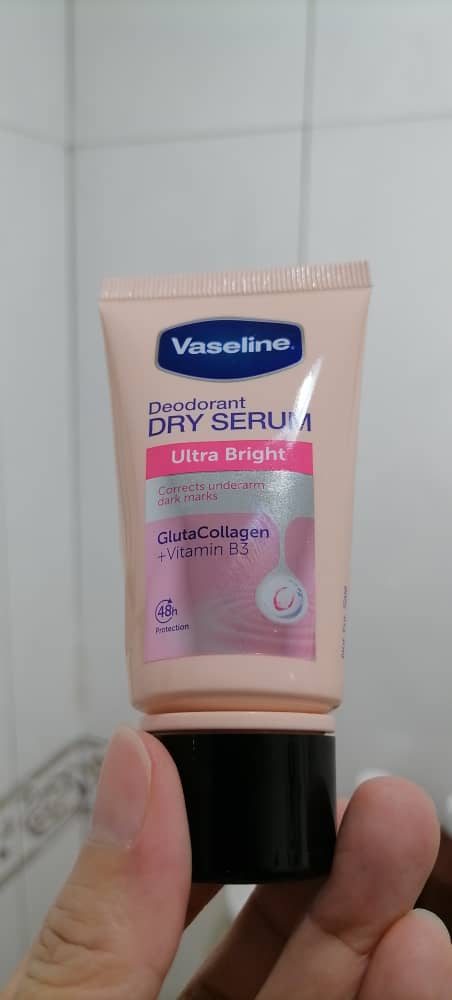 Vaseline.
Deodorant
DRY SERUM
Ultra Bright
Corrects underarm
dark marks
GlutaCollagen
+Vitamin B3
48h
Protection